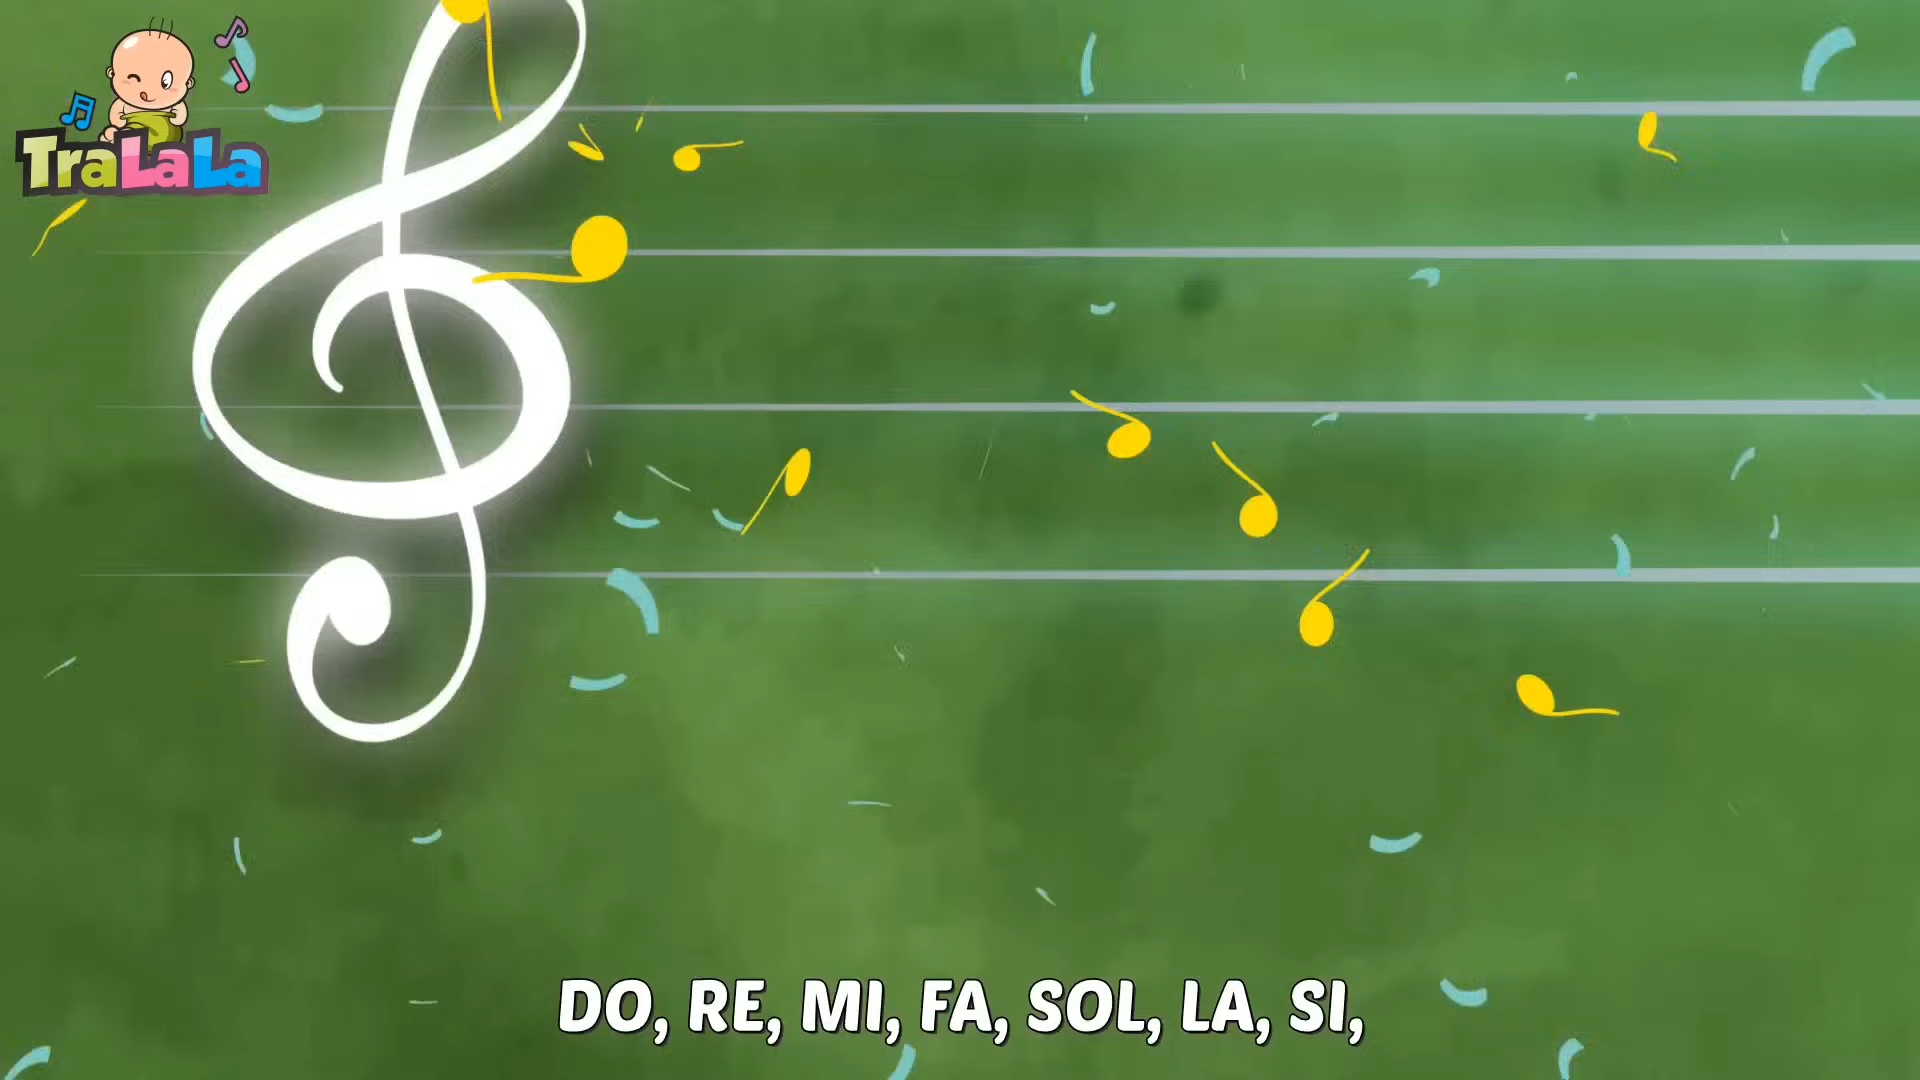 TraLaLa
DO, RE, MI, FA, SOL, LA, SI,